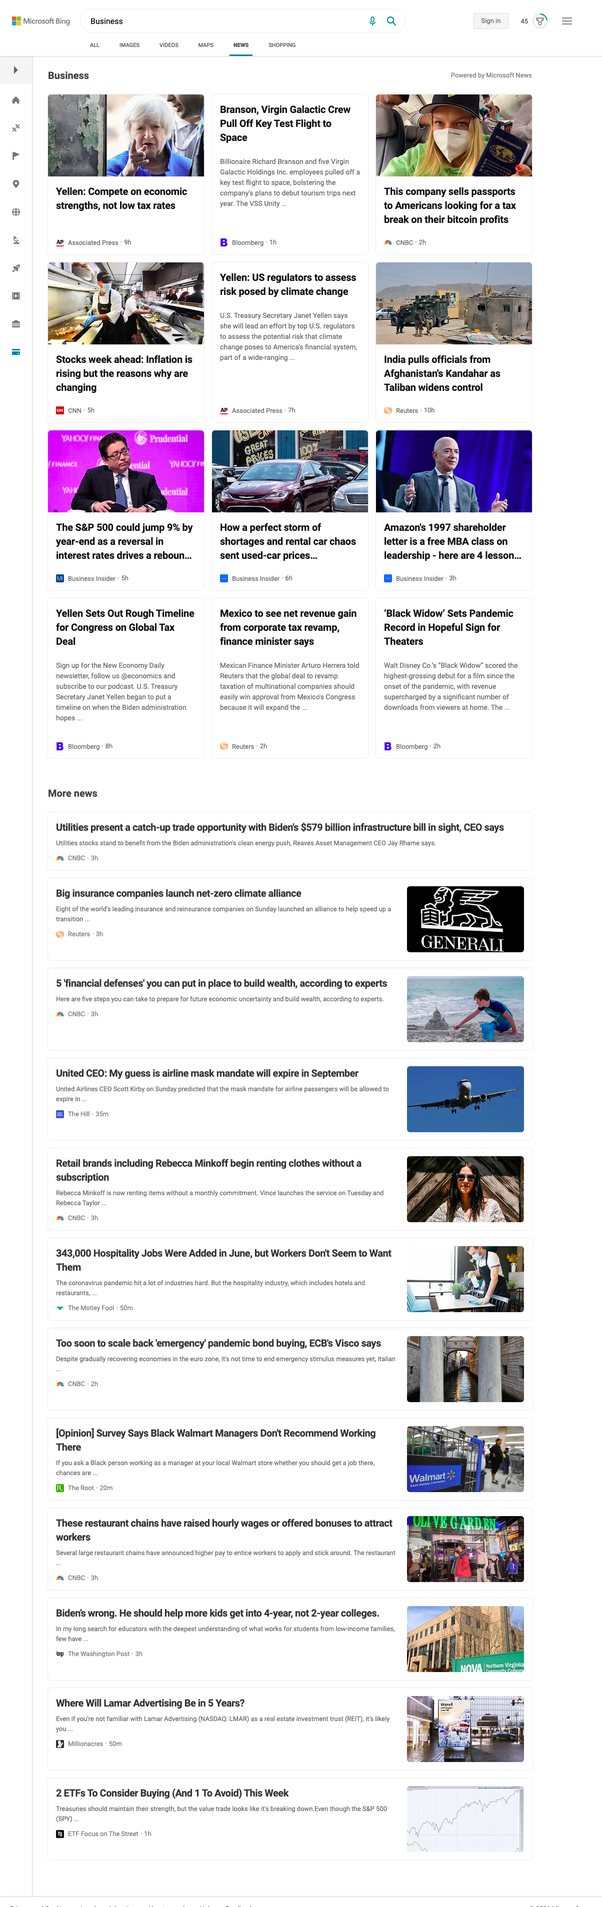 Microsoft Bing
Business
Sign in
45
ALL
IMAGES
VIDEOS
MAPS
NEWS
SHOPPING
Business
Powered by Microsoft News
Yellen: Compete on economic
strengths, not low tax rates
AP Associated Press · 9h
Branson, Virgin Galactic Crew
Pull Off Key Test Flight to
Space
Billionaire Richard Branson and five Virgin
Galactic Holdings Inc. employees pulled off a
key test flight to space, bolstering the
company's plans to debut tourism trips next
year. The VSS Unity ...
B Bloomberg · 1h
This company sells passports
to Americans looking for a tax
break on their bitcoin profits
CNBC · 2h
Stocks week ahead: Inflation is
rising but the reasons why are
changing
CNN · 5h
Yellen: US regulators to assess
risk posed by climate change
U.S. Treasury Secretary Janet Yellen says
she will lead an effort by top U.S. regulators
to assess the potential risk that climate
change poses to America's financial system,
part of a wide-ranging ...
AP Associated Press · 7h
India pulls officials from
Afghanistan's Kandahar as
Taliban widens control
Reuters · 10h
YAHOO!
Prudential
FINANCE
YAHOO! FI
The S&P 500 could jump 9% by
year-end as a reversal in
interest rates drives a reboun...
Business Insider · 5h
GREAT
CARS
100%
How a perfect storm of
shortages and rental car chaos
sent used-car prices...
Business Insider · 6h
Amazon's 1997 shareholder
letter is a free MBA class on
leadership - here are 4 lesson...
Business Insider · 3h
Yellen Sets Out Rough Timeline
for Congress on Global Tax
Deal
Sign up for the New Economy Daily
newsletter, follow us @economics and
subscribe to our podcast. U.S. Treasury
Secretary Janet Yellen began to put a
timeline on when the Biden administration
hopes ...
B Bloomberg · 8h
Mexico to see net revenue gain
from corporate tax revamp,
finance minister says
Mexican Finance Minister Arturo Herrera told
Reuters that the global deal to revamp
taxation of multinational companies should
easily win approval from Mexico's Congress
because it will expand the ...
Reuters · 2h
'Black Widow' Sets Pandemic
Record in Hopeful Sign for
Theaters
Walt Disney Co.'s "Black Widow" scored the
highest-grossing debut for a film since the
onset of the pandemic, with revenue
supercharged by a significant number of
downloads from viewers at home. The ...
B Bloomberg · 2h
More news
Utilities present a catch-up trade opportunity with Biden's $579 billion infrastructure bill in sight, CEO says
Utilities stocks stand to benefit from the Biden administration's clean energy push, Reaves Asset Management CEO Jay Rhame says.
CNBC · 3h
Big insurance companies launch net-zero climate alliance
Eight of the world's leading insurance and reinsurance companies on Sunday launched an alliance to help speed up a
transition ...
Reuters · 3h
GENERALI
5 'financial defenses' you can put in place to build wealth, according to experts
Here are five steps you can take to prepare for future economic uncertainty and build wealth, according to experts.
CNBC · 3h
United CEO: My guess is airline mask mandate will expire in September
United Airlines CEO Scott Kirby on Sunday predicted that the mask mandate for airline passengers will be allowed to
expire in ...
The Hill · 35m
Retail brands including Rebecca Minkoff begin renting clothes without a
subscription
Rebecca Minkoff is now renting items without a monthly commitment. Vince launches the service on Tuesday and
Rebecca Taylor ...
CNBC · 3h
343,000 Hospitality Jobs Were Added in June, but Workers Don't Seem to Want
Them
The coronavirus pandemic hit a lot of industries hard. But the hospitality industry, which includes hotels and
restaurants, ...
The Motley Fool · 50m
Too soon to scale back 'emergency' pandemic bond buying, ECB's Visco says
Despite gradually recovering economies in the euro zone, it's not time to end emergency stimulus measures yet, Italian
...
CNBC · 2h
[Opinion] Survey Says Black Walmart Managers Don't Recommend Working
There
If you ask a Black person working as a manager at your local Walmart store whether you should get a job there,
chances are ...
The Root · 20m
Walmart
These restaurant chains have raised hourly wages or offered bonuses to attract
workers
Several large restaurant chains have announced higher pay to entice workers to apply and stick around. The restaurant
...
CNBC · 3h
OLIVE GARDEN
Biden's wrong. He should help more kids get into 4-year, not 2-year colleges.
In my long search for educators with the deepest understanding of what works for students from low-income families,
few have ...
wp The Washington Post · 3h
NOVA Northern Virginia
Community College
Where Will Lamar Advertising Be in 5 Years?
Even if you're not familiar with Lamar Advertising (NASDAQ: LMAR) as a real estate investment trust (REIT), it's likely
you ...
Millionacres · 50m
2 ETFs To Consider Buying (And 1 To Avoid) This Week
Treasuries should maintain their strength, but the value trade looks like it's breaking down.Even though the S&P 500
(SPY) ...
ETF Focus on The Street · 1h